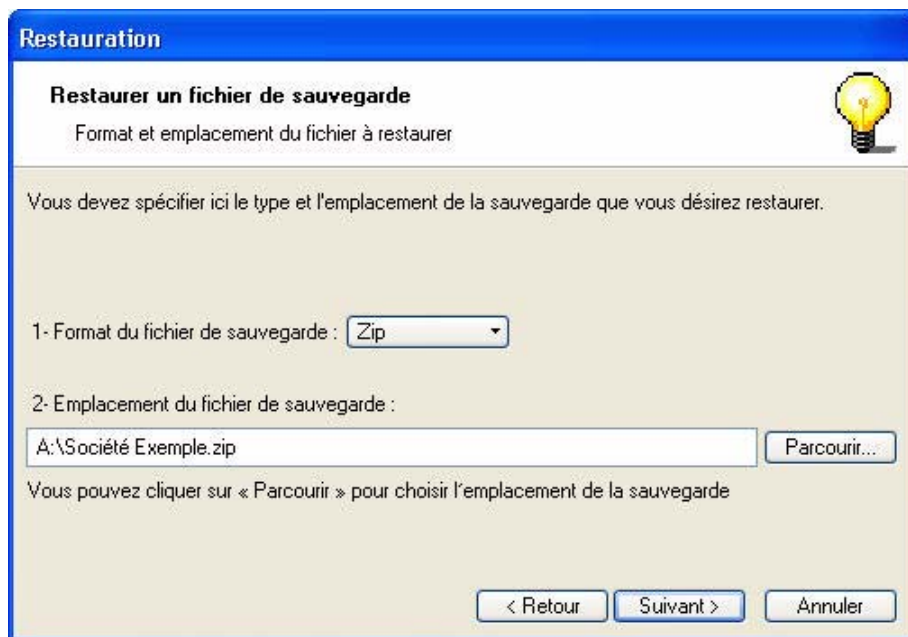 Restauration
Restaurer un fichier de sauvegarde
Format et emplacement du fichier à restaurer
Vous devez spécifier ici le type et l'emplacement de la sauvegarde que vous désirez restaurer.
1- Format du fichier de sauvegarde : Zip
2- Emplacement du fichier de sauvegarde :
A:\Société Exemple.zip Parcourir...
Vous pouvez cliquer sur « Parcourir » pour choisir l'emplacement de la sauvegarde
< Retour Suivant > Annuler